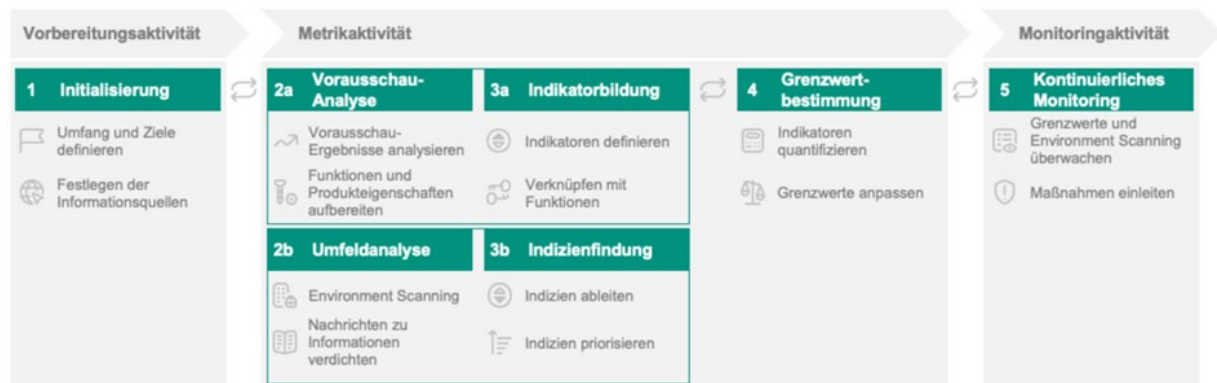 Vorbereitungsaktivität
Metrikaktivität
Monitoringaktivität
1 Initialisierung
Umfang und Ziele
definieren
Festlegen der
Informationsquellen
2a Vorausschau-
Analyse
Vorausschau-
Ergebnisse analysieren
Funktionen und
Produkteigenschaften
aufbereiten
3a Indikatorbildung
Indikatoren definieren
Verknüpfen mit
Funktionen
2b Umfeldanalyse
Environment Scanning
Nachrichten zu
Informationen
verdichten
3b Indizienfindung
Indizien ableiten
Indizien priorisieren
4 Grenzwert-
bestimmung
Indikatoren
quantifizieren
Grenzwerte anpassen
5 Kontinuierliches
Monitoring
Grenzwerte und
Environment Scanning
überwachen
Maßnahmen einleiten